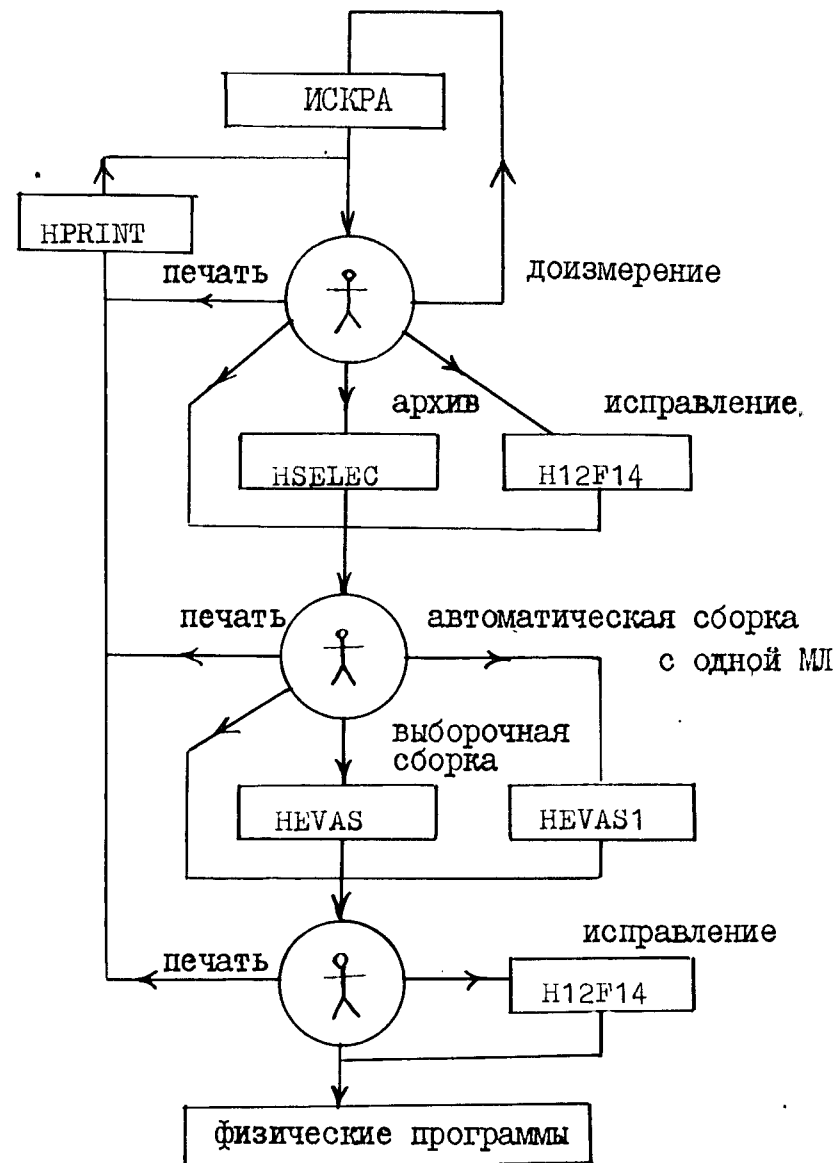 ИСКРА
HPRINT
печать
доизмерение
архив
исправление
HSELEC
H12F14
печать
автоматическая сборка
с одной МЛ
выборочная
сборка
HEVAS
HEVAS1
исправление
печать
H12F14
физические программы